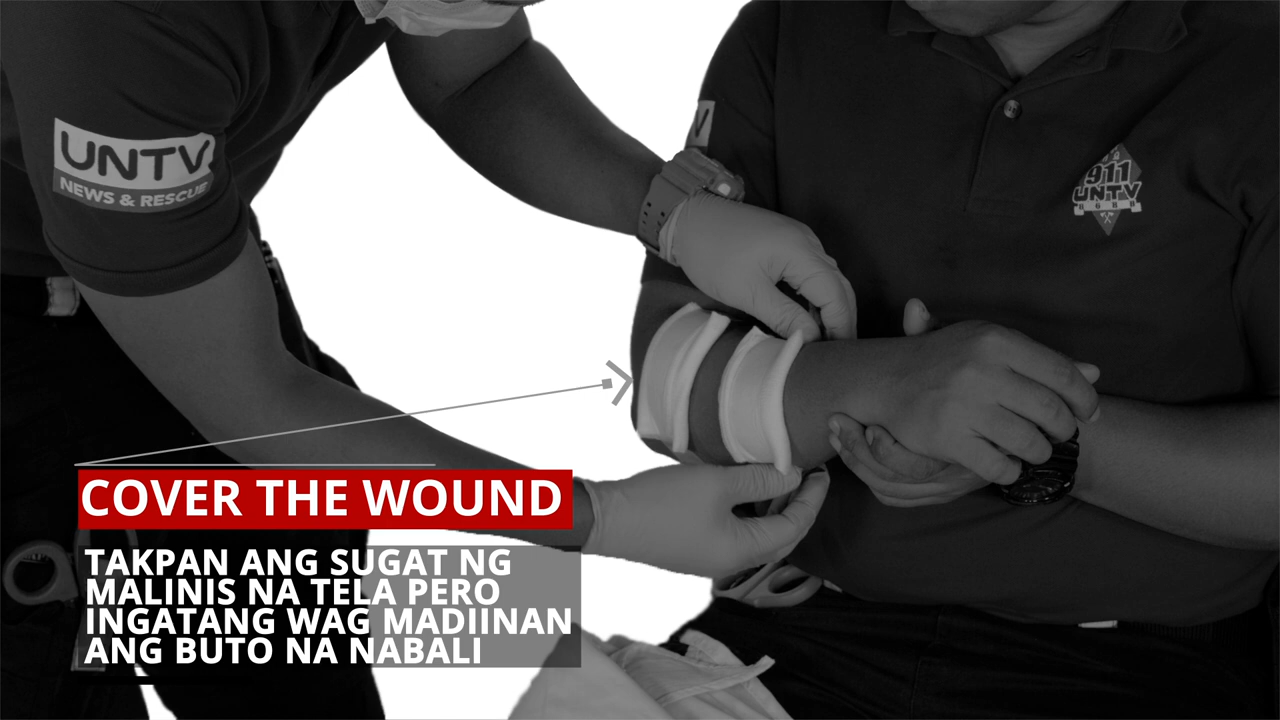 UNTV
NEWS & RESCUE
V
911
UNTV
COVER THE WOUND
TAKPAN ANG SUGAT NG
MALINIS NA TELA PERO
INGATANG WAG MADIINAN
ANG BUTO NA NABALI